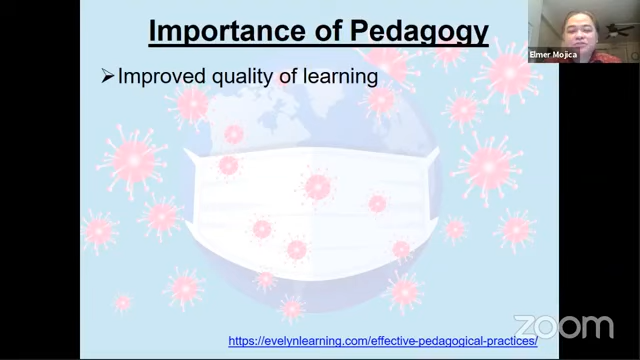 Importance of Pedagogy
Elmer Mojica
➢Improved quality of learning
zoom
https://evelynlearning.com/effective-pedagogical-practices/